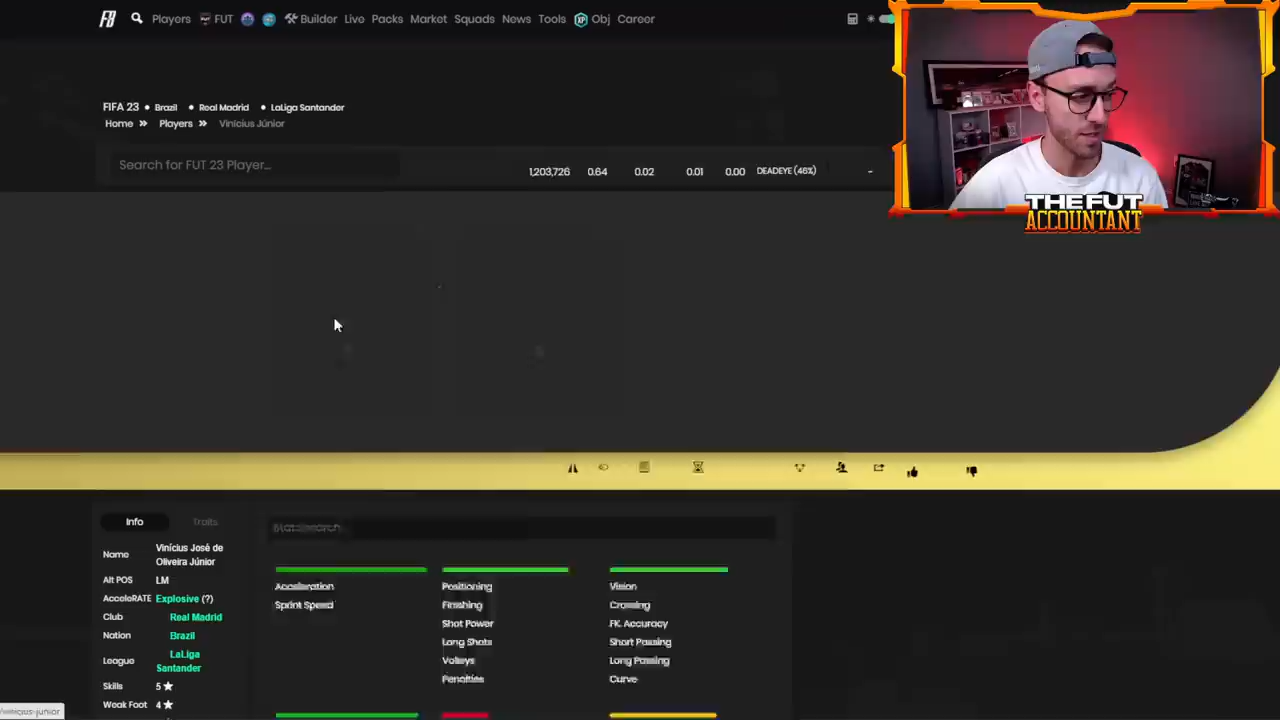 FB Players FUT Builder Live Packs Market Squads News Tools XP Obj Career
FIFA 23 • Brazil • Real Madrid • LaLiga Santander
Home » Players » Vinícius Júnior
Search for FUT 23 Player...
1,203,726 0.64 0.02 0.01 0.00 DEADEYE (46%) -
THE FUT
ACCOUNTANT
Info Traits
Name Vinícius José de
Oliveira Júnior
Alt POS LM
AcceleRATE Explosive (?)
Club Real Madrid
Nation Brazil
League LaLiga
Santander
Skills 5 ★
Weak Foot 4 ★
Acceleration
Sprint Speed
Positioning
Finishing
Shot Power
Long Shots
Volleys
Penalties
Vision
Crossing
FK. Accuracy
Short Passing
Long Passing
Curve